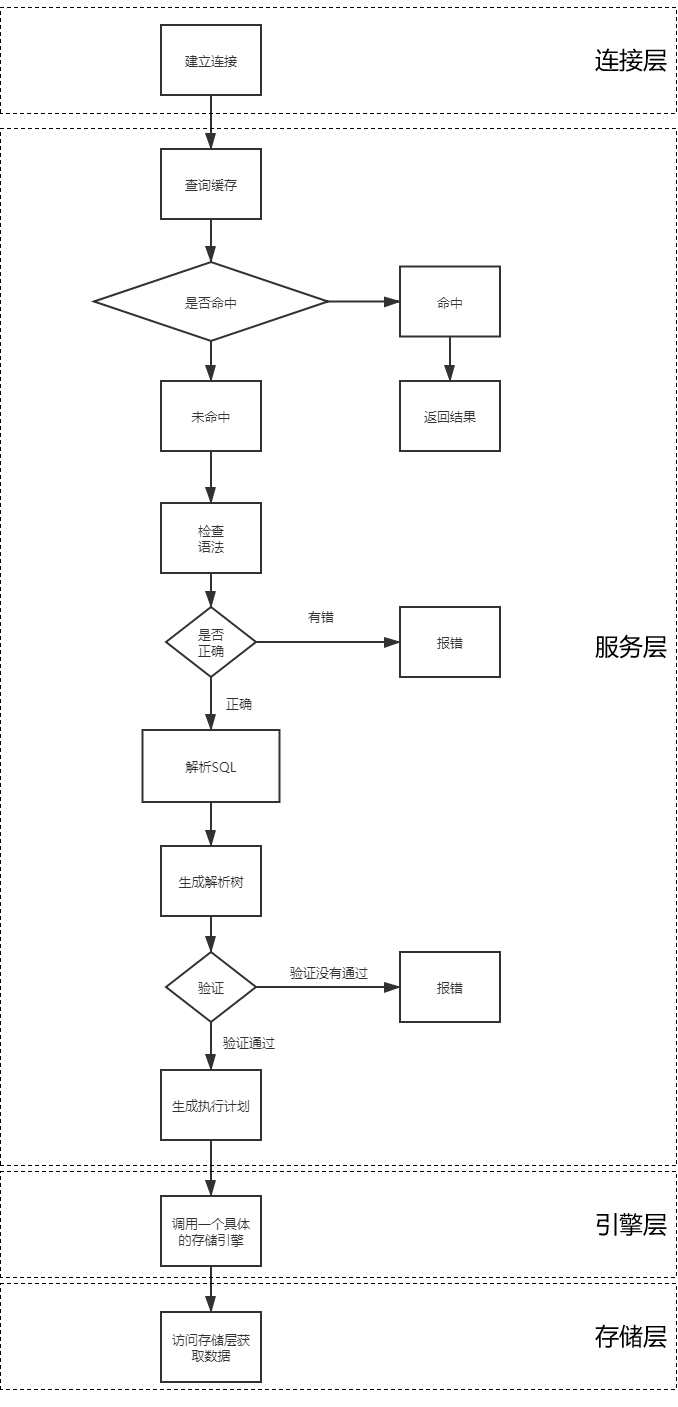 建立连接
连接层
查询缓存
是否命中
命中
未命中
返回结果
检查
语法
有错
是否
正确
报错
服务层
正确
解析SQL
生成解析树
验证没有通过
验证
报错
验证通过
生成执行计划
调用一个具体
的存储引擎
引擎层
访问存储层获
取数据
存储层